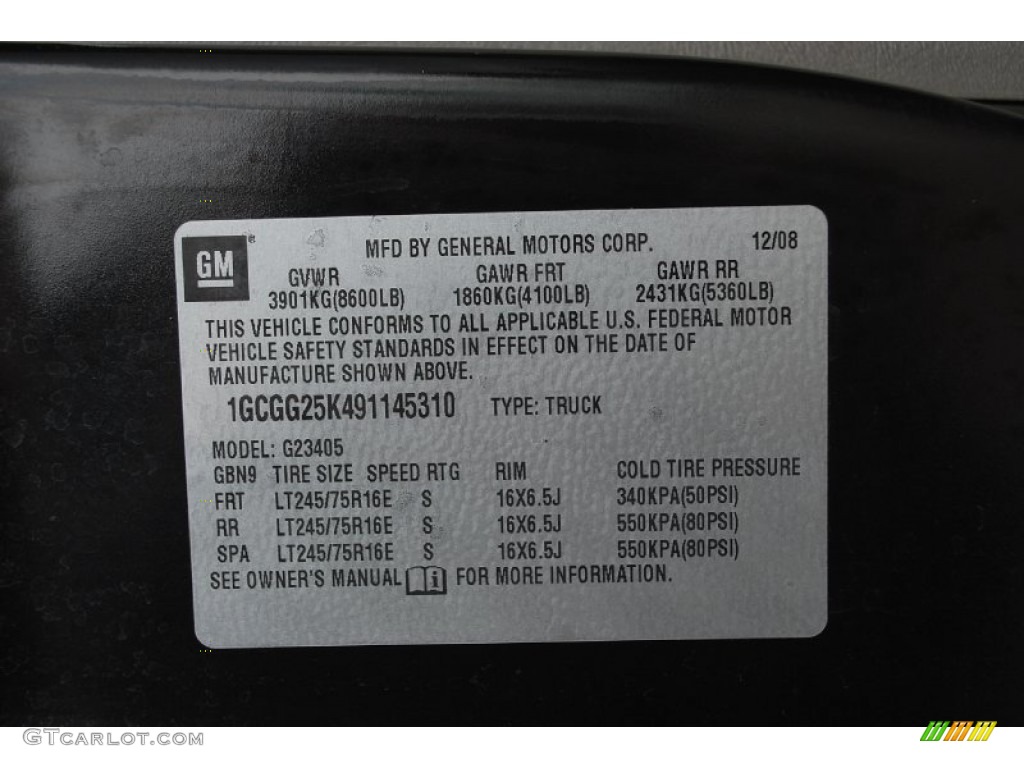 MFD BY GENERAL MOTORS CORP. 12/08
GM®
GVWR GAWR FRT GAWR RR
3901KG(8600LB) 1860KG(4100LB) 2431KG(5360LB)
THIS VEHICLE CONFORMS TO ALL APPLICABLE U.S. FEDERAL MOTOR
VEHICLE SAFETY STANDARDS IN EFFECT ON THE DATE OF
MANUFACTURE SHOWN ABOVE.
1GCGG25K491145310 TYPE: TRUCK
MODEL: G23405
GBN9 TIRE SIZE SPEED RTG RIM COLD TIRE PRESSURE
FRT LT245/75R16E S 16X6.5J 340KPA(50PSI)
RR LT245/75R16E S 16X6.5J 550KPA(80PSI)
SPA LT245/75R16E S 16X6.5J 550KPA(80PSI)
SEE OWNER'S MANUAL i FOR MORE INFORMATION.
GTcarlot.com